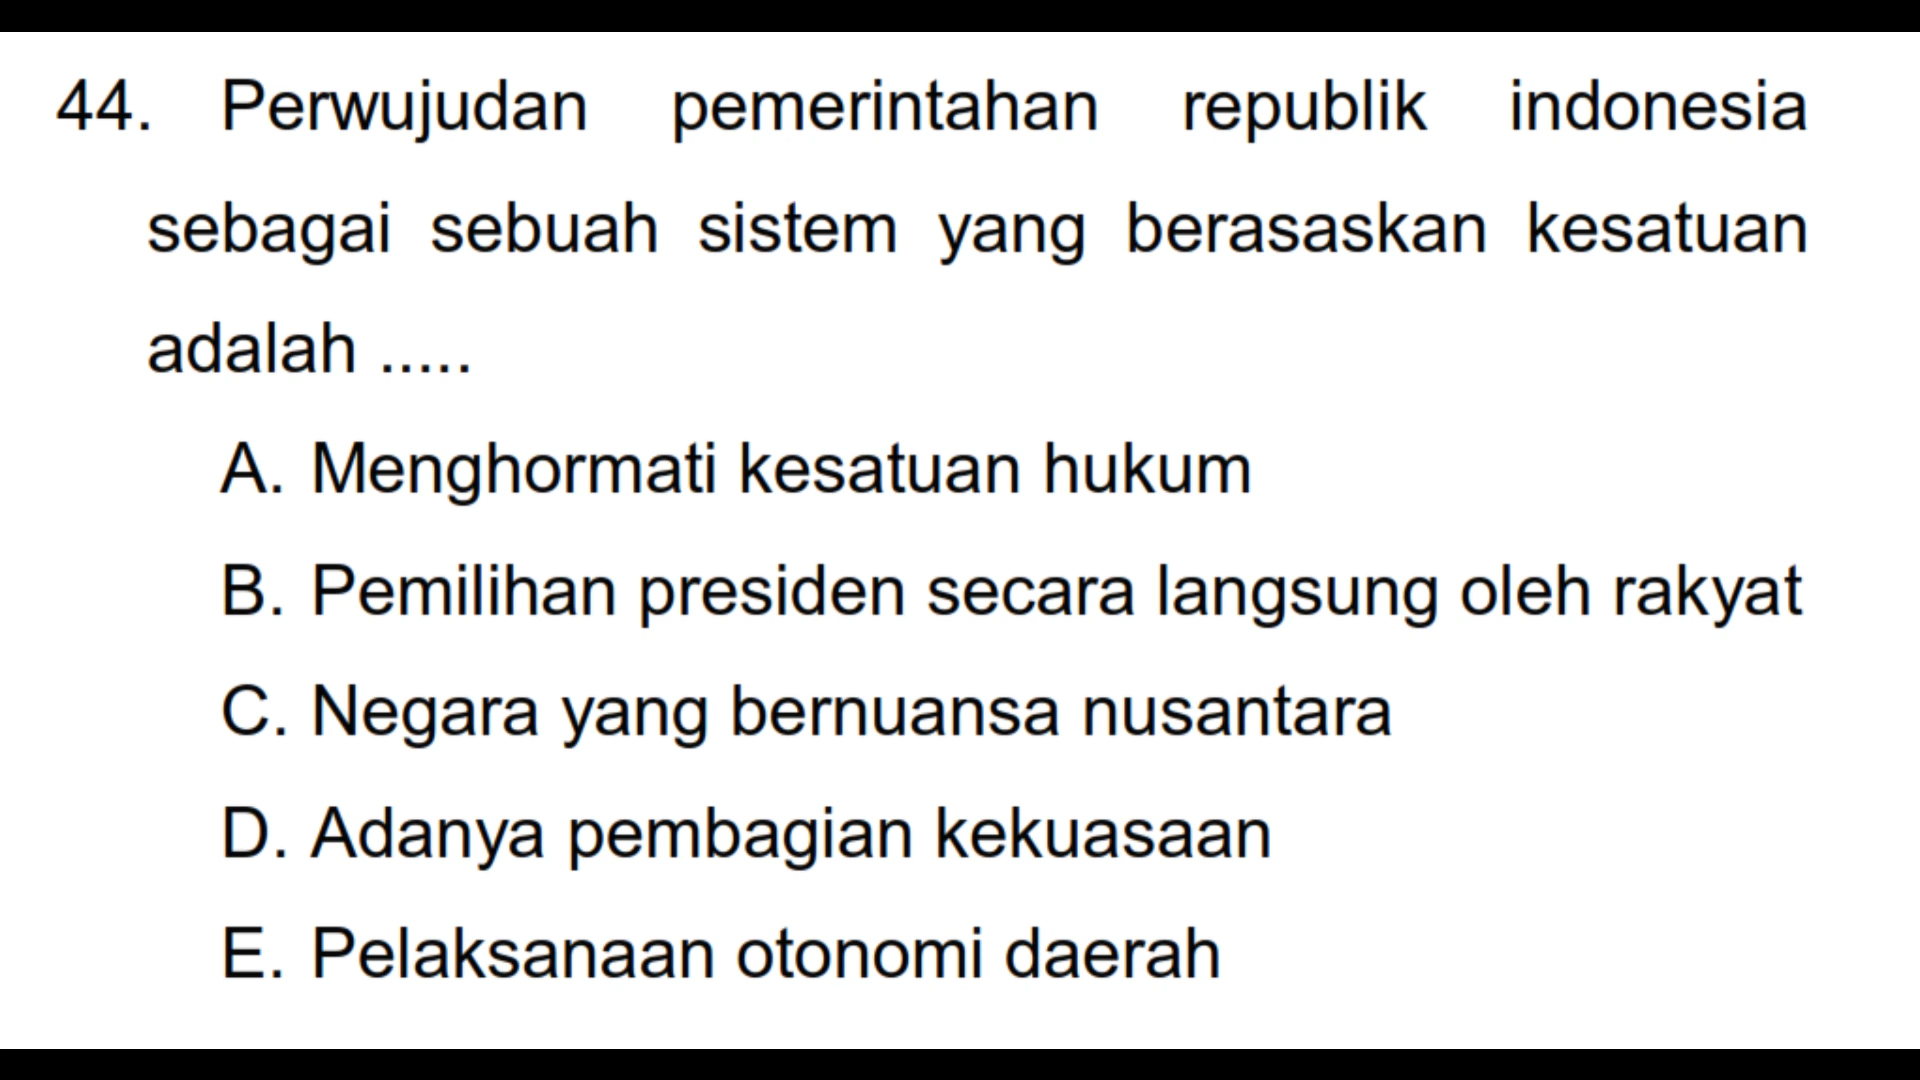 44. Perwujudan pemerintahan republik indonesia
sebagai sebuah sistem yang berasaskan kesatuan
adalah .....
A. Menghormati kesatuan hukum
B. Pemilihan presiden secara langsung oleh rakyat
C. Negara yang bernuansa nusantara
D. Adanya pembagian kekuasaan
E. Pelaksanaan otonomi daerah